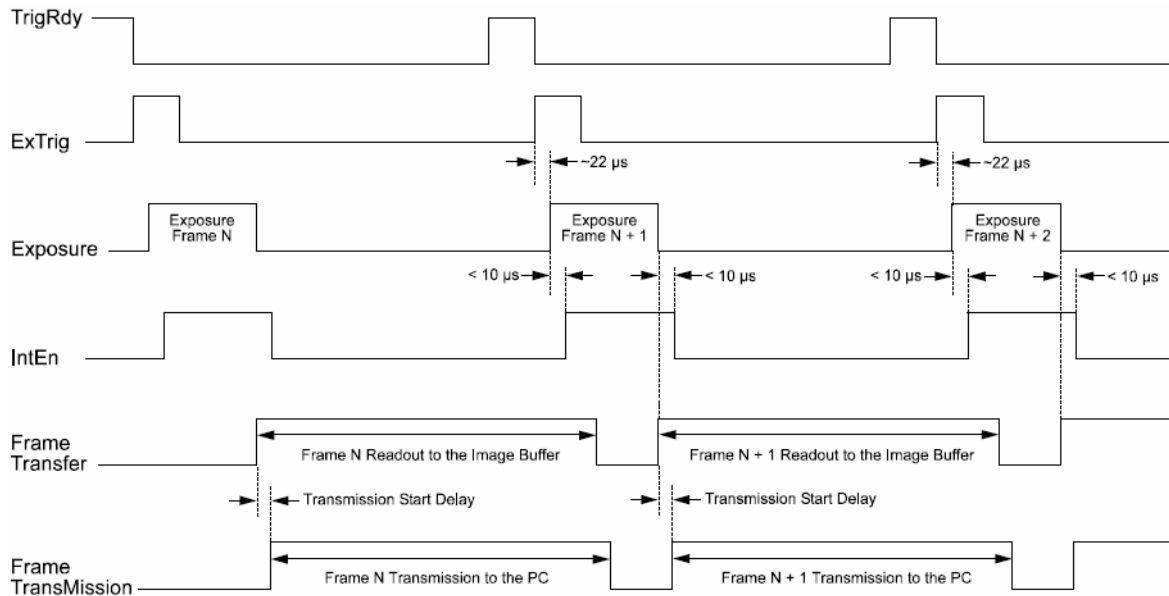 TrigRdy
ExTrig
~22 µs
~22 µs
Exposure
Exposure
Frame N
Exposure
Frame N + 1
Exposure
Frame N + 2
< 10 µs
< 10 µs
< 10 µs
< 10 µs
IntEn
Frame
Transfer
Frame N Readout to the Image Buffer
Frame N + 1 Readout to the Image Buffer
Transmission Start Delay
Transmission Start Delay
Frame
TransMission
Frame N Transmission to the PC
Frame N + 1 Transmission to the PC